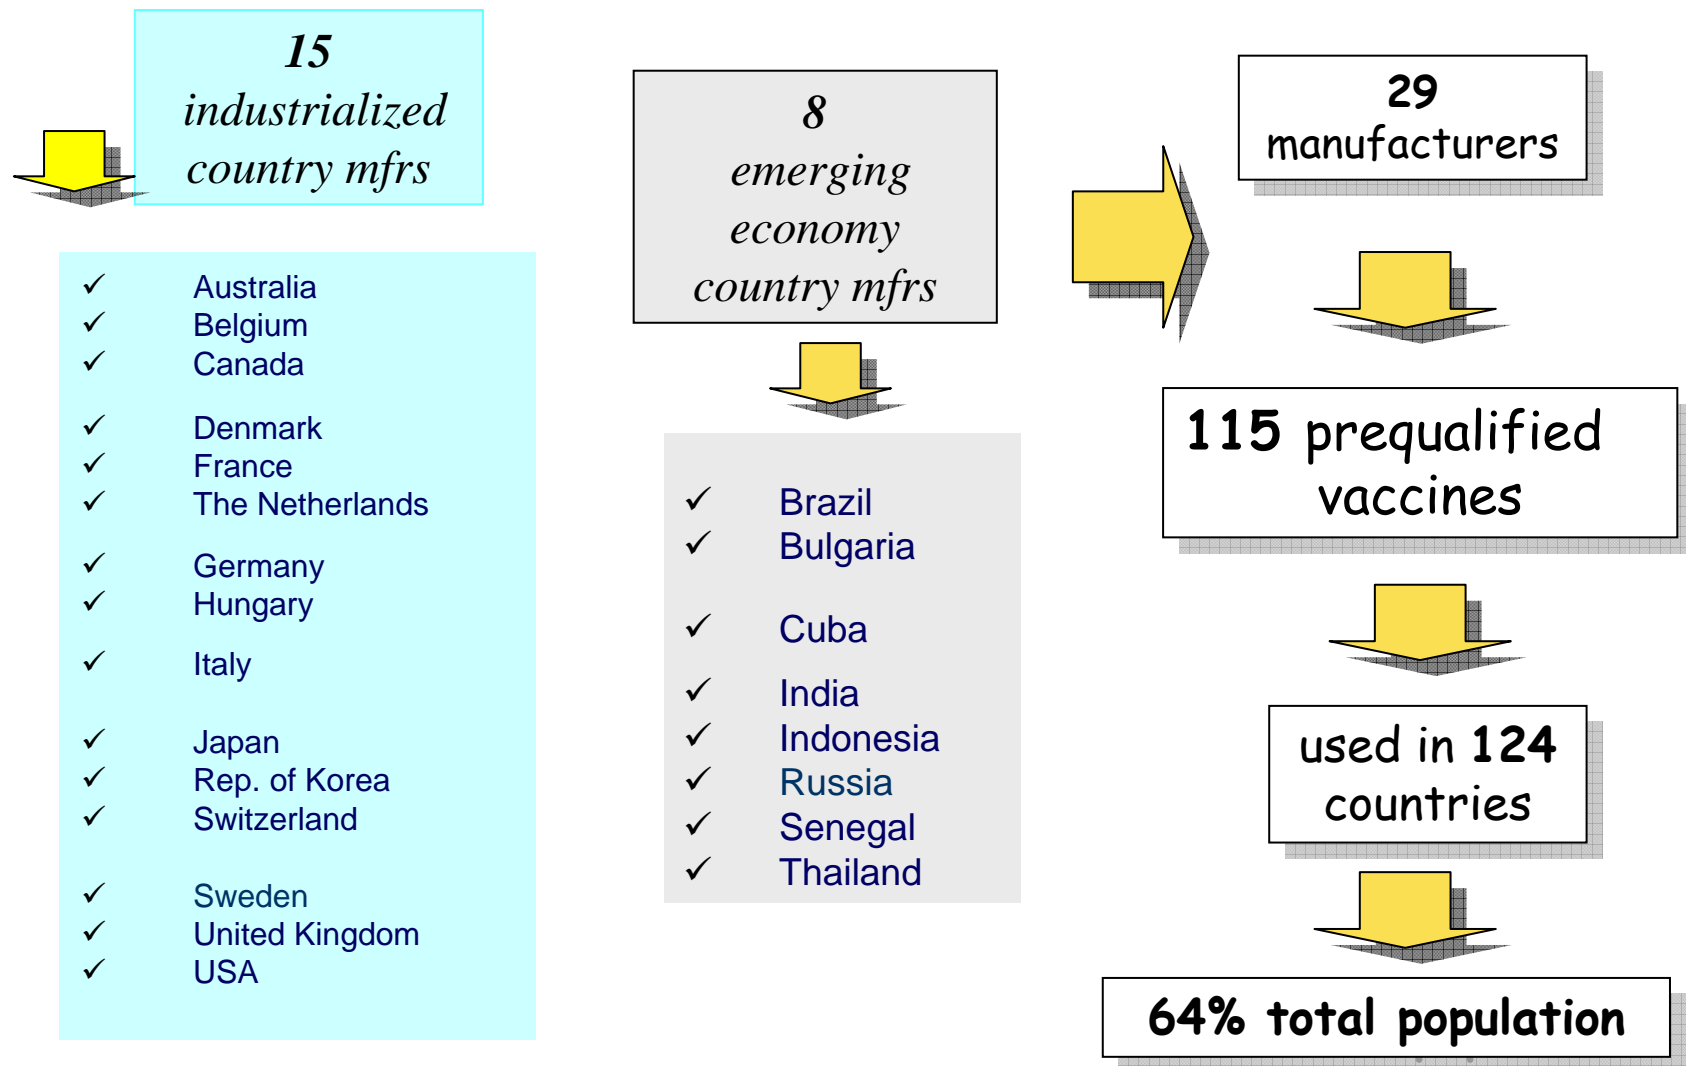 15
industrialized
country mfrs
✓ Australia
✓ Belgium
✓ Canada
✓ Denmark
✓ France
✓ The Netherlands
✓ Germany
✓ Hungary
✓ Italy
✓ Japan
✓ Rep. of Korea
✓ Switzerland
✓ Sweden
✓ United Kingdom
✓ USA
8
emerging
economy
country mfrs
✓ Brazil
✓ Bulgaria
✓ Cuba
✓ India
✓ Indonesia
✓ Russia
✓ Senegal
✓ Thailand
29
manufacturers
115 prequalified
vaccines
used in 124
countries
64% total population